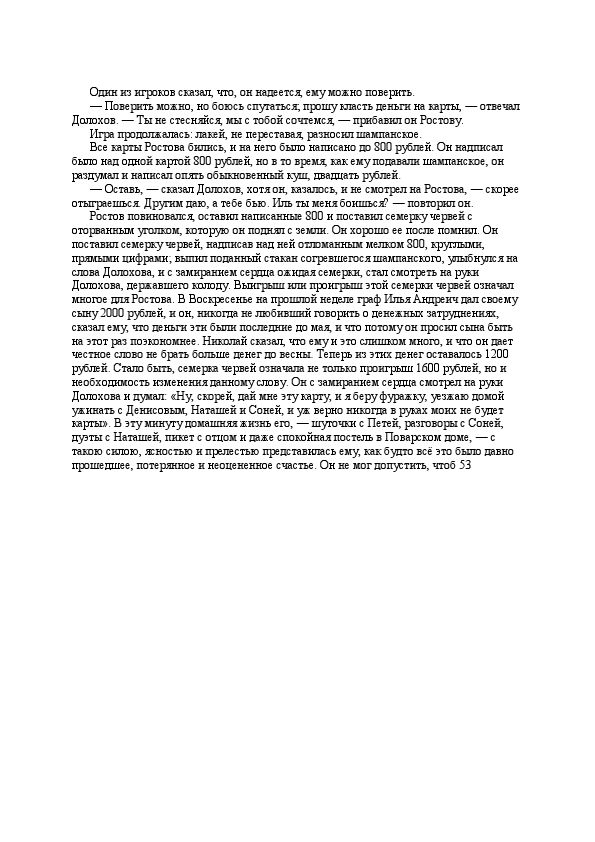 Один из игроков сказал, что, он надеется, ему можно поверить.
— Поверить можно, но боюсь спутаться; прошу класть деньги на карты, — отвечал
Долохов. — Ты не стесняйся, мы с тобой сочтемся, — прибавил он Ростову.
Игра продолжалась: лакей, не переставая, разносил шампанское.
Все карты Ростова бились, и на него было написано до 800 рублей. Он надписал
было над одной картой 800 рублей, но в то время, как ему подавали шампанское, он
раздумал и написал опять обыкновенный куш, двадцать рублей.
— Оставь, — сказал Долохов, хотя он, казалось, и не смотрел на Ростова, — скорее
отыграешься. Другим даю, а тебе бью. Иль ты меня боишься? — повторил он.
Ростов повиновался, оставил написанные 800 и поставил семерку червей с
оторванным уголком, которую он поднял с земли. Он хорошо ее после помнил. Он
поставил семерку червей, надписав над ней отломанным мелком 800, круглыми,
прямыми цифрами; выпил поданный стакан согревшегося шампанского, улыбнулся на
слова Долохова, и с замиранием сердца ожидая семерки, стал смотреть на руки
Долохова, державшего колоду. Выигрыш или проигрыш этой семерки червей означал
многое для Ростова. В Воскресенье на прошлой неделе граф Илья Андреич дал своему
сыну 2000 рублей, и он, никогда не любивший говорить о денежных затруднениях,
сказал ему, что деньги эти были последние до мая, и что потому он просил сына быть
на этот раз поэкономнее. Николай сказал, что ему и это слишком много, и что он дает
честное слово не брать больше денег до весны. Теперь из этих денег оставалось 1200
рублей. Стало быть, семерка червей означала не только проигрыш 1600 рублей, но и
необходимость изменения данному слову. Он с замиранием сердца смотрел на руки
Долохова и думал: «Ну, скорей, дай мне эту карту, и я беру фуражку, уезжаю домой
ужинать с Денисовым, Наташей и Соней, и уж верно никогда в руках моих не будет
карты». В эту минуту домашняя жизнь его, — шуточки с Петей, разговоры с Соней,
дуэты с Наташей, пикет с отцом и даже спокойная постель в Поварском доме, — с
такою силою, ясностью и прелестью представилась ему, как будто всё это было давно
прошедшее, потерянное и неоцененное счастье. Он не мог допустить, чтоб 53